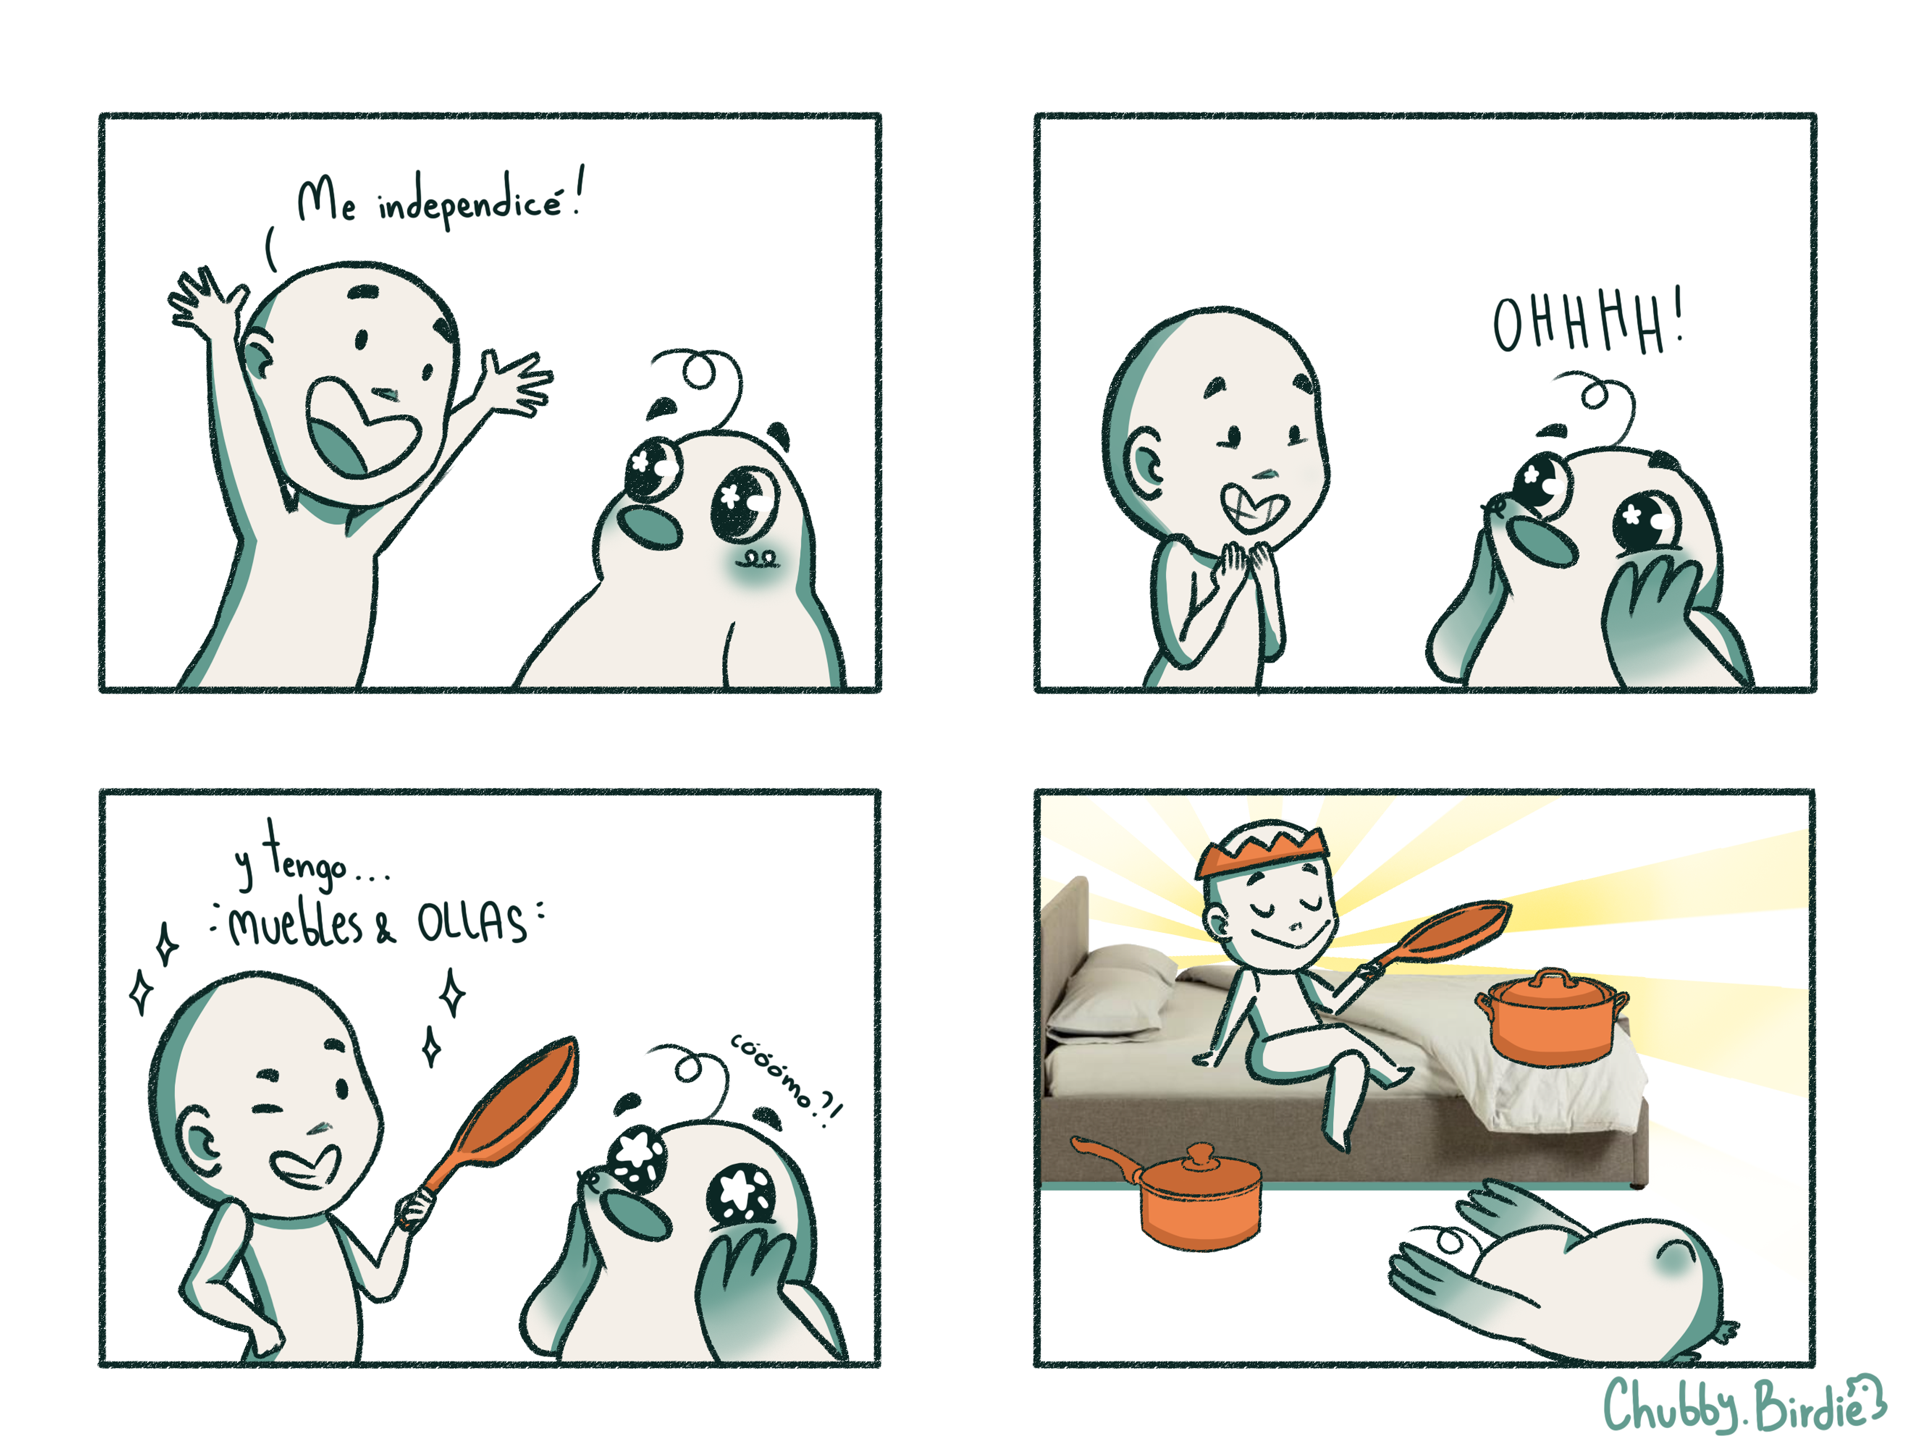 Me independicé!
OHHHH!
y tengo...
MUEBLES & OLLAS
cóóómo?!
Chubby.Birdie